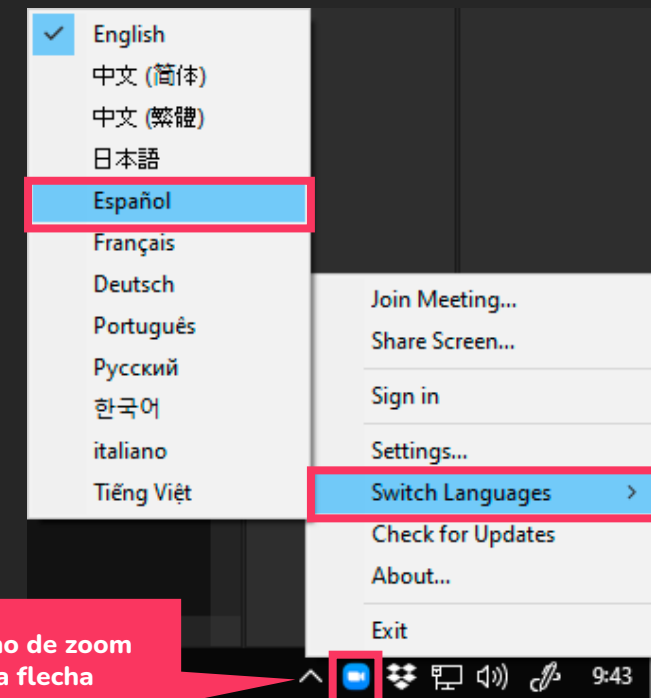 English
中文 (简体)
中文 (繁體)
日本語
Español
Français
Deutsch
Português
Русский
한국어
italiano
Tiếng Việt
Join Meeting...
Share Screen...
Sign in
Settings...
Switch Languages
Check for Updates
About...
Exit
de zoom
flecha
9:43